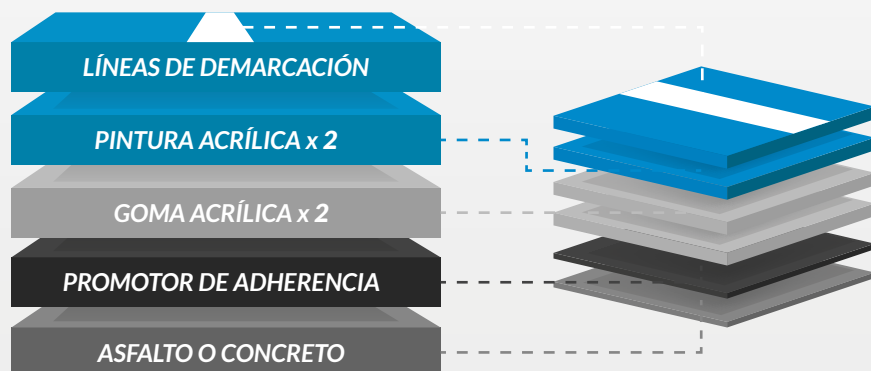 LÍNEAS DE DEMARCACIÓN
PINTURA ACRÍLICA x 2
GOMA ACRÍLICA x 2
PROMOTOR DE ADHERENCIA
ASFALTO O CONCRETO